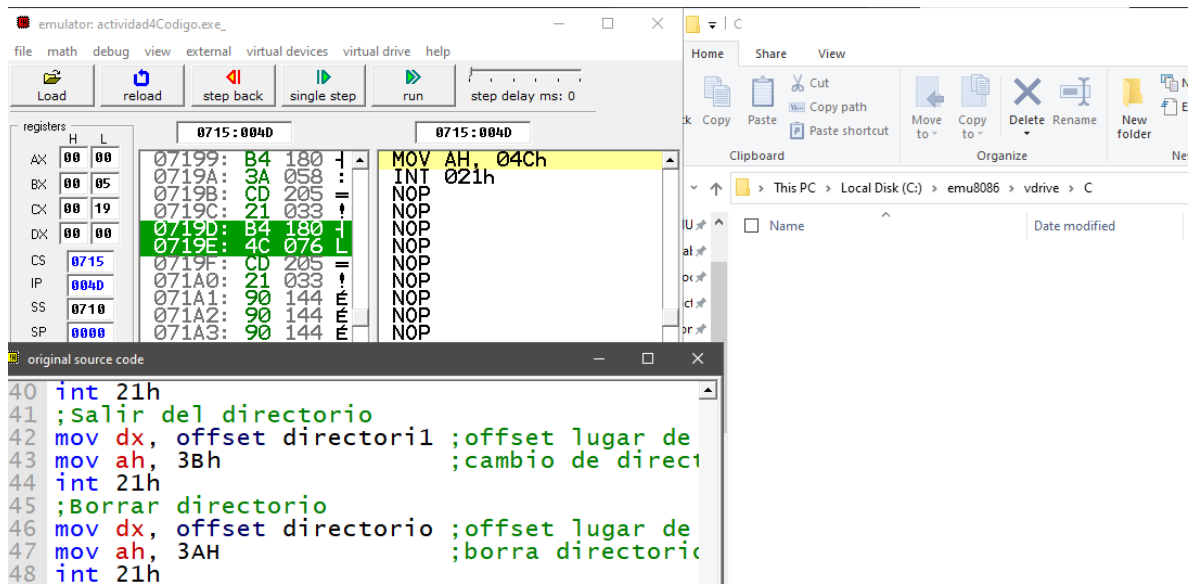 emulator: actividad4Codigo.exe_
file math debug view external virtual devices virtual drive help
Load reload step back single step run step delay ms: 0
registers
H L
AX 00 00
BX 00 05
CX 00 19
DX 00 00
CS 0715
IP 004D
SS 0710
SP 0000
0715:004D
07199: B4 180 ┤
0719A: 3A 058 :
0719B: CD 205 =
0719C: 21 033 !
0719D: B4 180 ┤
0719E: 4C 076 L
0719F: CD 205 =
071A0: 21 033 !
071A1: 90 144 É
071A2: 90 144 É
071A3: 90 144 É
0715:004D
MOV AH, 04Ch
INT 021h
NOP
NOP
NOP
NOP
NOP
NOP
NOP
NOP
NOP
original source code
40 int 21h
41 ;Salir del directorio
42 mov dx, offset directori1 ;offset lugar de
43 mov ah, 3Bh ;cambio de direct
44 int 21h
45 ;Borrar directorio
46 mov dx, offset directorio ;offset lugar de
47 mov ah, 3AH ;borra directorio
48 int 21h
C
Home Share View
Copy Paste
Cut
Copy path
Paste shortcut
Clipboard
Move to Copy to Delete Rename
Organize
New folder
This PC > Local Disk (C:) > emu8086 > vdrive > C
Name Date modified